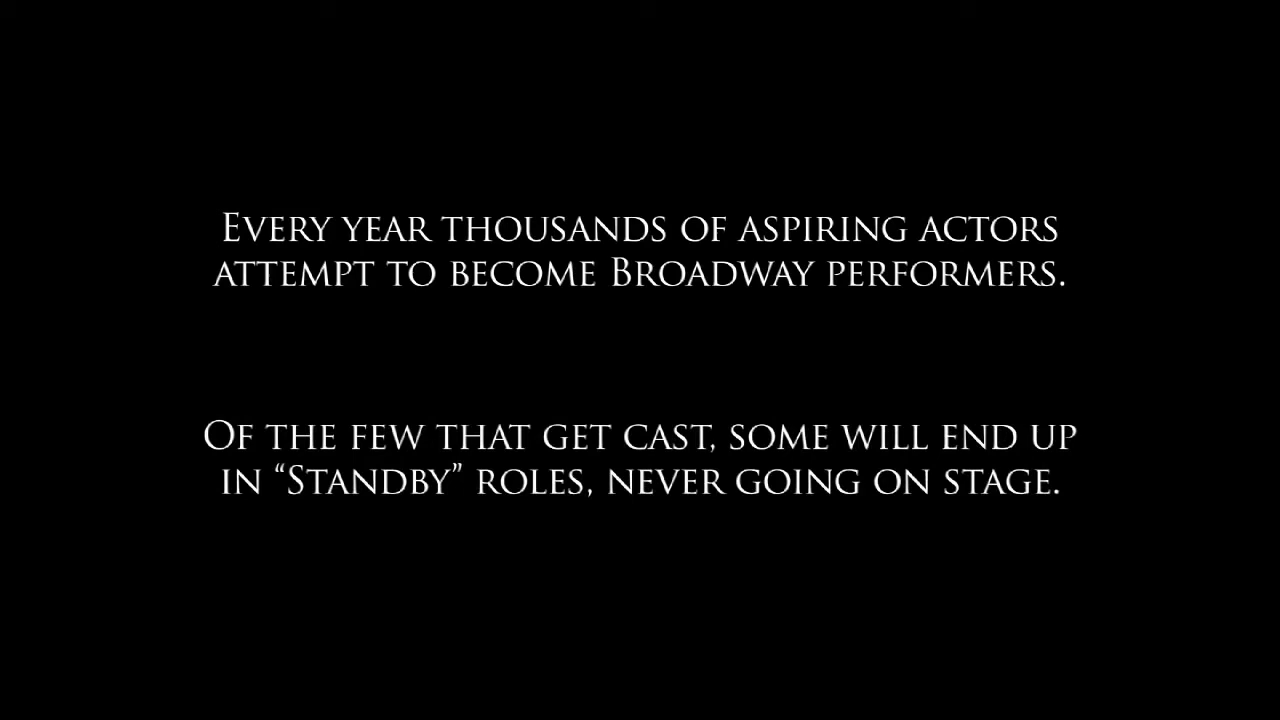 Every year thousands of aspiring actors
attempt to become Broadway performers.
Of the few that get cast, some will end up
in “Standby” roles, never going on stage.